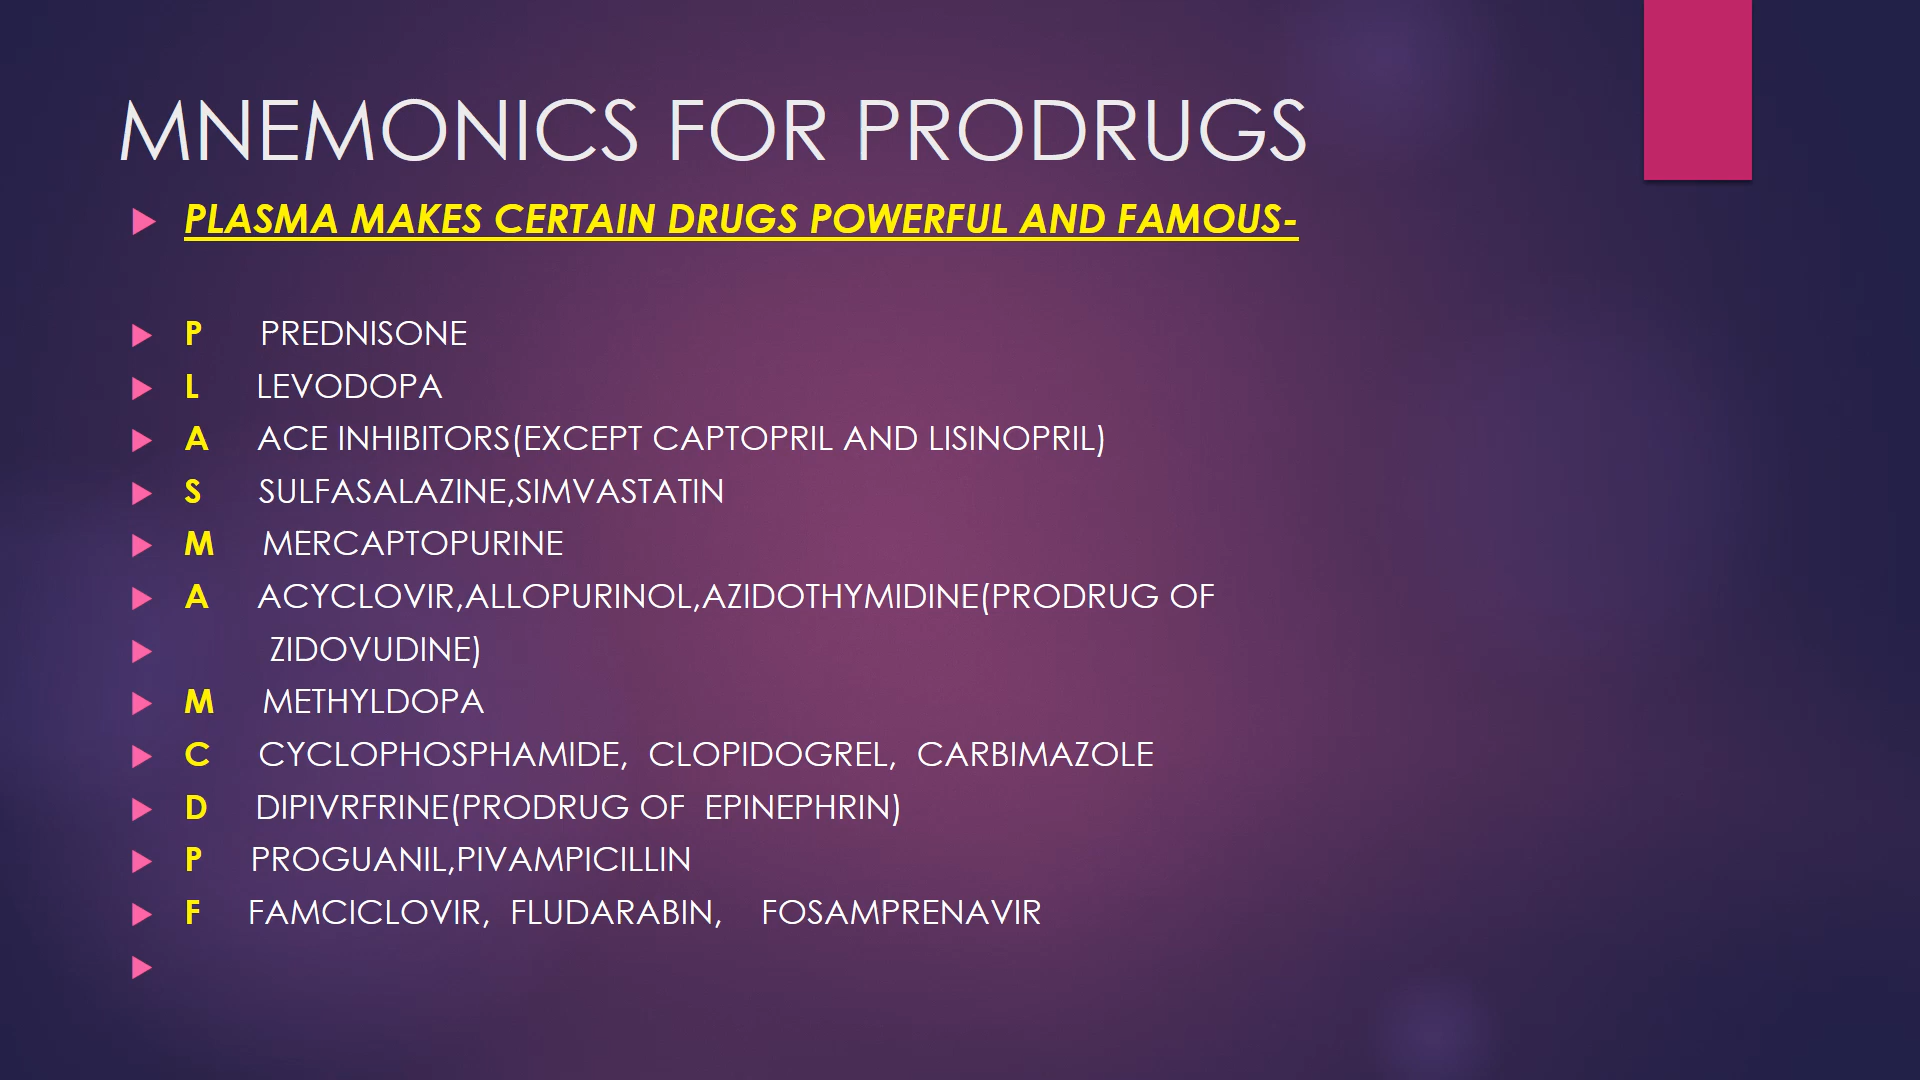 MNEMONICS FOR PRODRUGS
PLASMA MAKES CERTAIN DRUGS POWERFUL AND FAMOUS-
P PREDNISONE
L LEVODOPA
A ACE INHIBITORS(EXCEPT CAPTOPRIL AND LISINOPRIL)
S SULFASALAZINE,SIMVASTATIN
M MERCAPTOPURINE
A ACYCLOVIR,ALLOPURINOL,AZIDOTHYMIDINE(PRODRUG OF
ZIDOVUDINE)
M METHYLDOPA
C CYCLOPHOSPHAMIDE, CLOPIDOGREL, CARBIMAZOLE
D DIPIVRFRINE(PRODRUG OF EPINEPHRIN)
P PROGUANIL,PIVAMPICILLIN
F FAMCICLOVIR, FLUDARABIN, FOSAMPRENAVIR